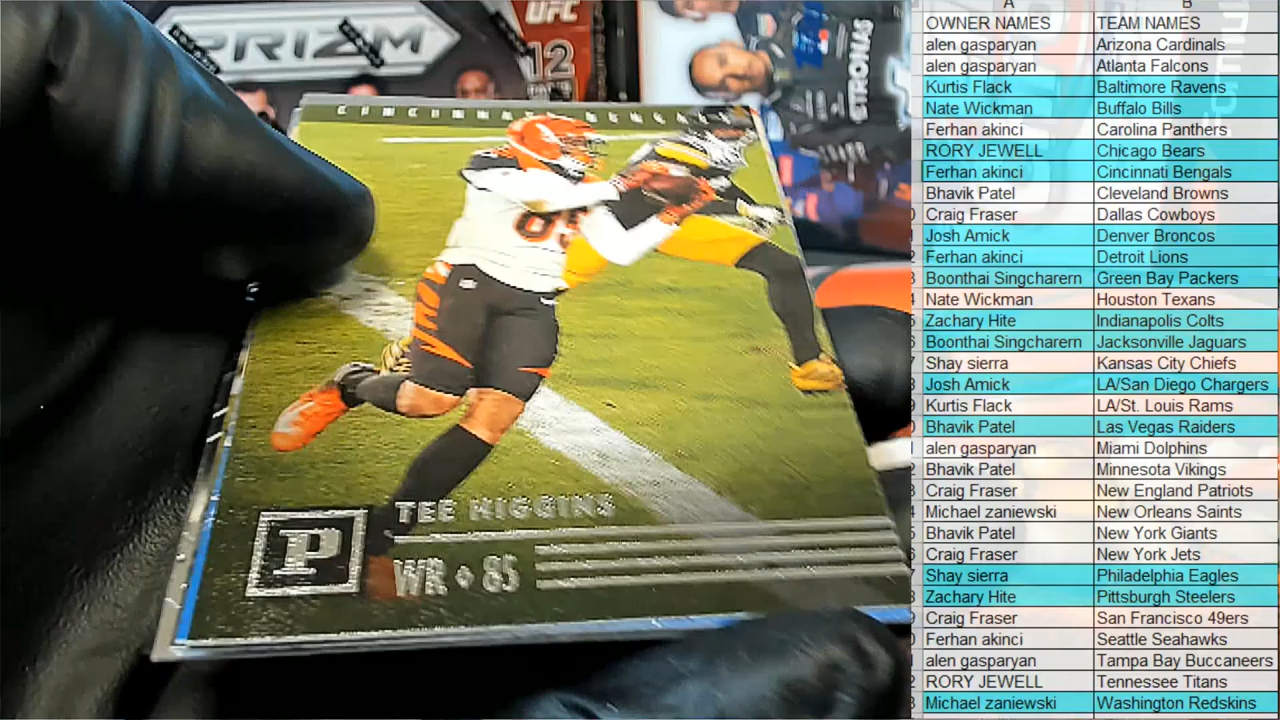 PRIZM
UFC
12
STRONAS
CINCINNATI BENGALS
85
TEE HIGGINS
P
WR 85
A B
OWNER NAMES TEAM NAMES
alen gasparyan Arizona Cardinals
alen gasparyan Atlanta Falcons
Kurtis Flack Baltimore Ravens
Nate Wickman Buffalo Bills
Ferhan akinci Carolina Panthers
RORY JEWELL Chicago Bears
Ferhan akinci Cincinnati Bengals
Bhavik Patel Cleveland Browns
Craig Fraser Dallas Cowboys
Josh Amick Denver Broncos
Ferhan akinci Detroit Lions
Boonthai Singcharern Green Bay Packers
Nate Wickman Houston Texans
Zachary Hite Indianapolis Colts
Boonthai Singcharern Jacksonville Jaguars
Shay sierra Kansas City Chiefs
Josh Amick LA/San Diego Chargers
Kurtis Flack LA/St. Louis Rams
Bhavik Patel Las Vegas Raiders
alen gasparyan Miami Dolphins
Bhavik Patel Minnesota Vikings
Craig Fraser New England Patriots
Michael zaniewski New Orleans Saints
Bhavik Patel New York Giants
Craig Fraser New York Jets
Shay sierra Philadelphia Eagles
Zachary Hite Pittsburgh Steelers
Craig Fraser San Francisco 49ers
Ferhan akinci Seattle Seahawks
alen gasparyan Tampa Bay Buccaneers
RORY JEWELL Tennessee Titans
Michael zaniewski Washington Redskins